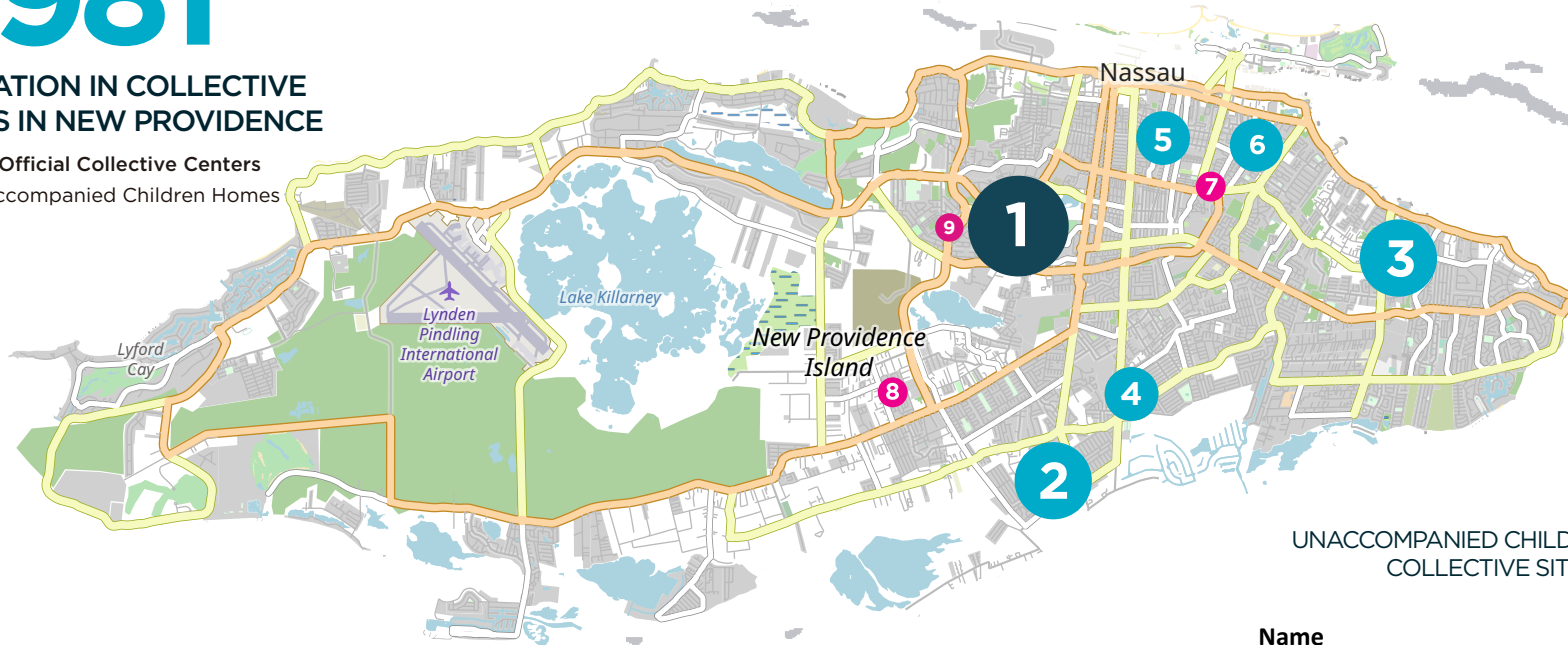 981
ATION IN COLLECTIVE
S IN NEW PROVIDENCE
Official Collective Centers
ccompanied Children Homes
Nassau
5
6
7
9
1
3
Lake Killarney
Lynden
Pindling
International
Airport
New Providence
Island
Lyford
Cay
8
4
2
UNACCOMPANIED CHILD
COLLECTIVE SIT
Name